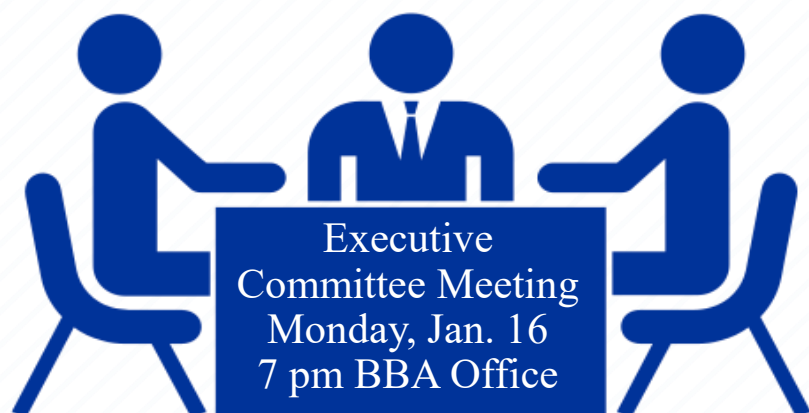 Executive
Committee Meeting
Monday, Jan. 16
7 pm BBA Office